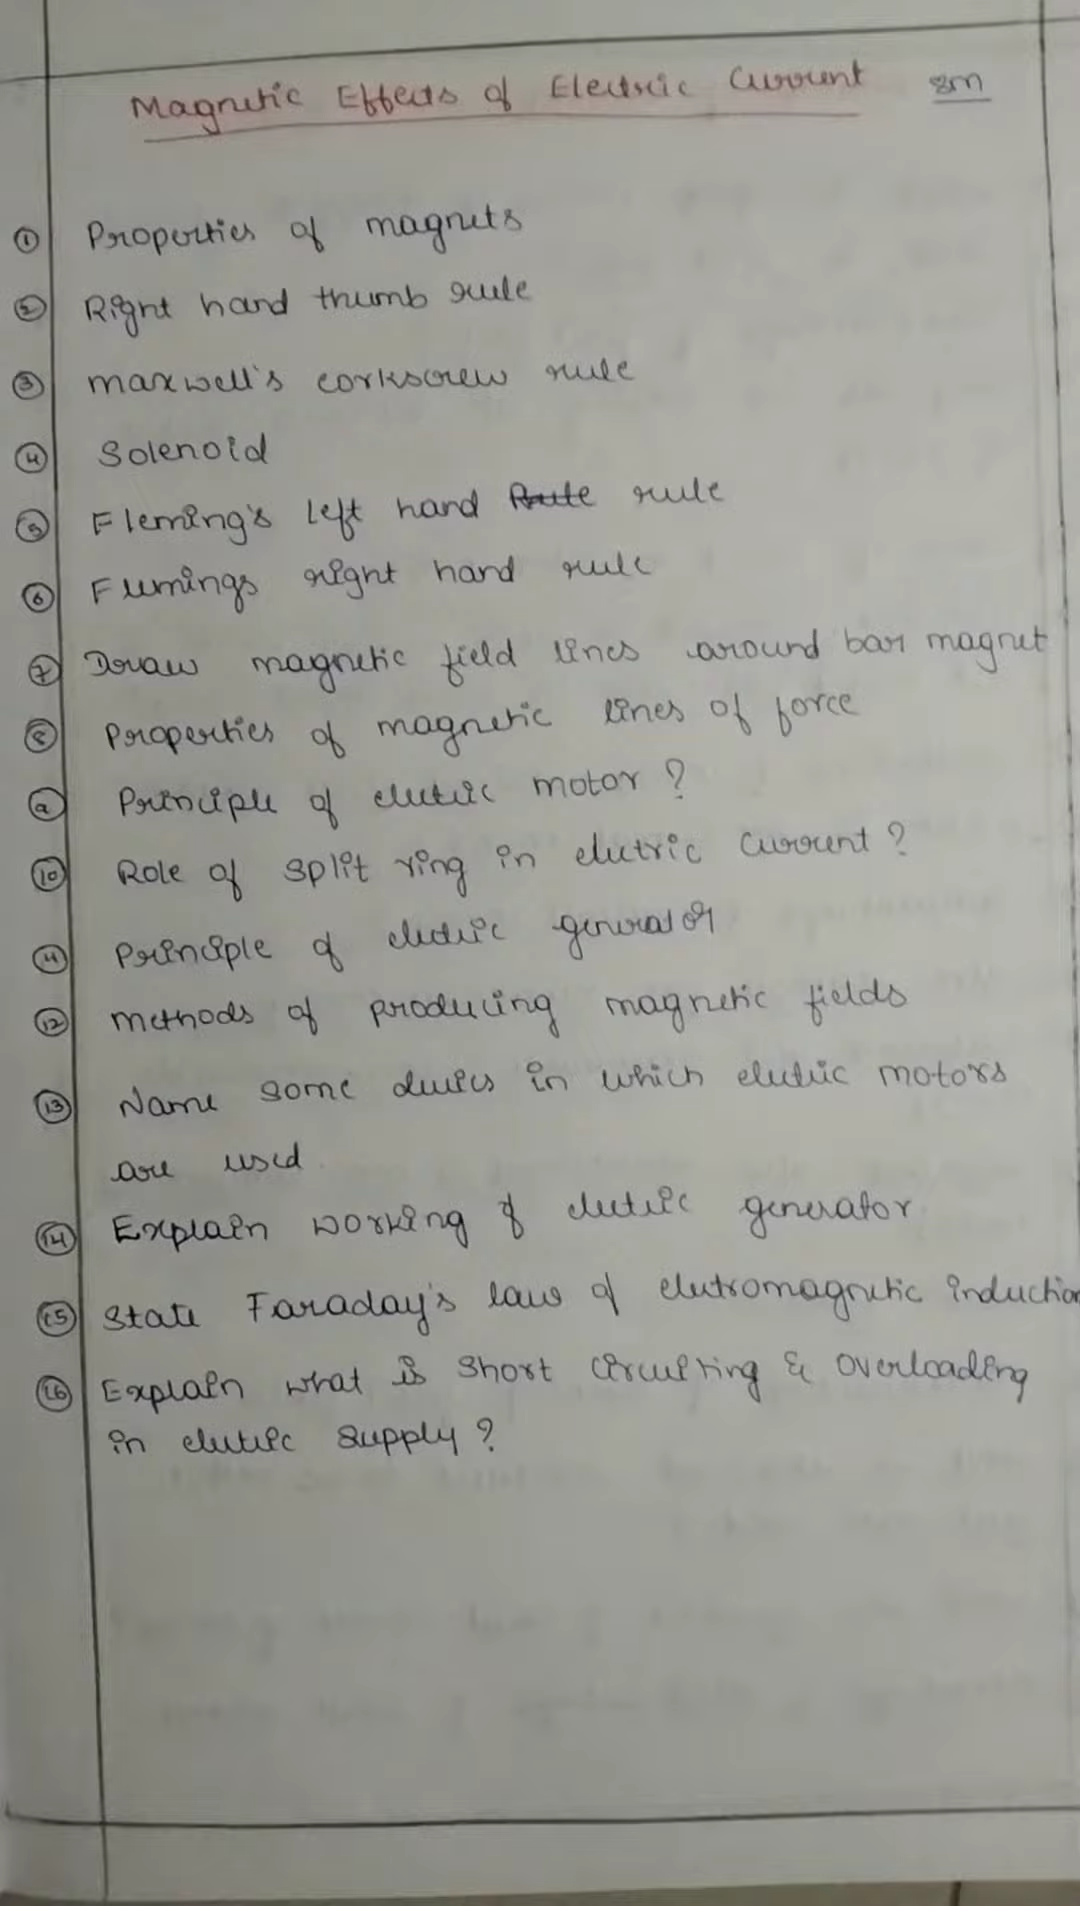 Magnetic Effects of Electric Current 8m
① Properties of magnets
② Right hand thumb rule
③ maxwell's corkscrew rule
④ Solenoid
⑤ Fleming's left hand Rule rule
⑥ Flemings right hand rule
⑦ Draw magnetic field lines around bar magnet
⑧ Properties of magnetic lines of force
⑨ Principle of electric motor?
⑩ Role of split ring in electric current?
⑪ Principle of electric generator
⑫ methods of producing magnetic fields
⑬ Name some devices in which electric motors
are used
⑭ Explain working of electric generator
⑮ State Faraday's law of electromagnetic induction
⑯ Explain what is short circuiting & overloading
in electric supply?